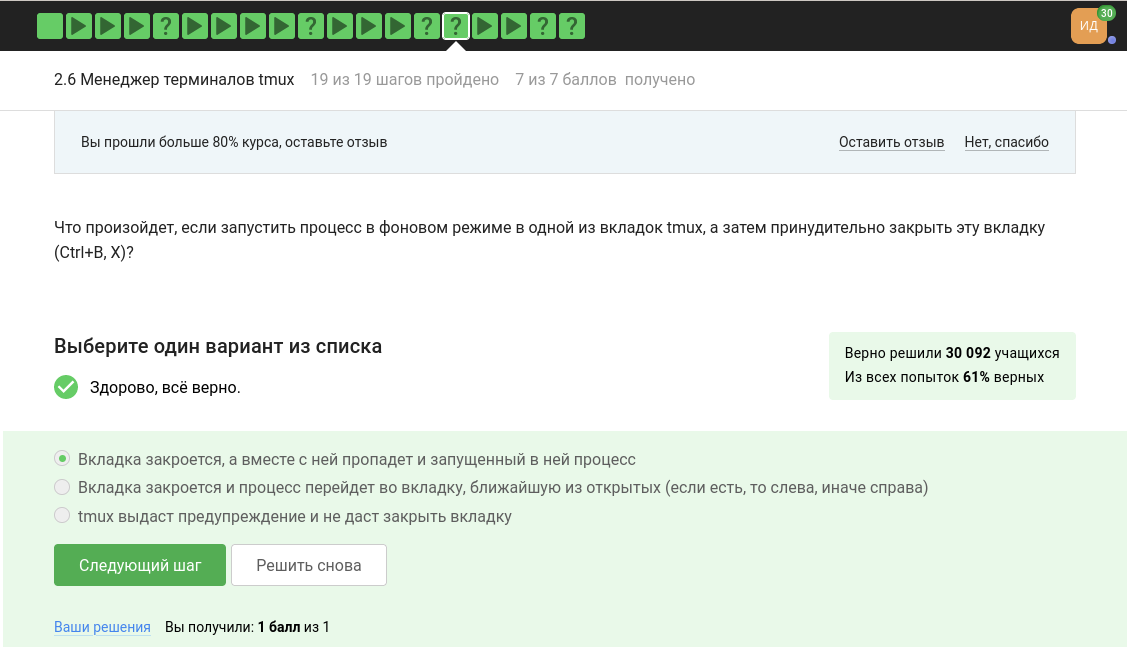 ? ? ? ? ? ?
ИД
30
2.6 Менеджер терминалов tmux 19 из 19 шагов пройдено 7 из 7 баллов получено
Вы прошли больше 80% курса, оставьте отзыв Оставить отзыв Нет, спасибо
Что произойдет, если запустить процесс в фоновом режиме в одной из вкладок tmux, а затем принудительно закрыть эту вкладку
(Ctrl+B, X)?
Выберите один вариант из списка
Здорово, всё верно.
Верно решили 30 092 учащихся
Из всех попыток 61% верных
Вкладка закроется, а вместе с ней пропадет и запущенный в ней процесс
Вкладка закроется и процесс перейдет во вкладку, ближайшую из открытых (если есть, то слева, иначе справа)
tmux выдаст предупреждение и не даст закрыть вкладку
Следующий шаг Решить снова
Ваши решения Вы получили: 1 балл из 1